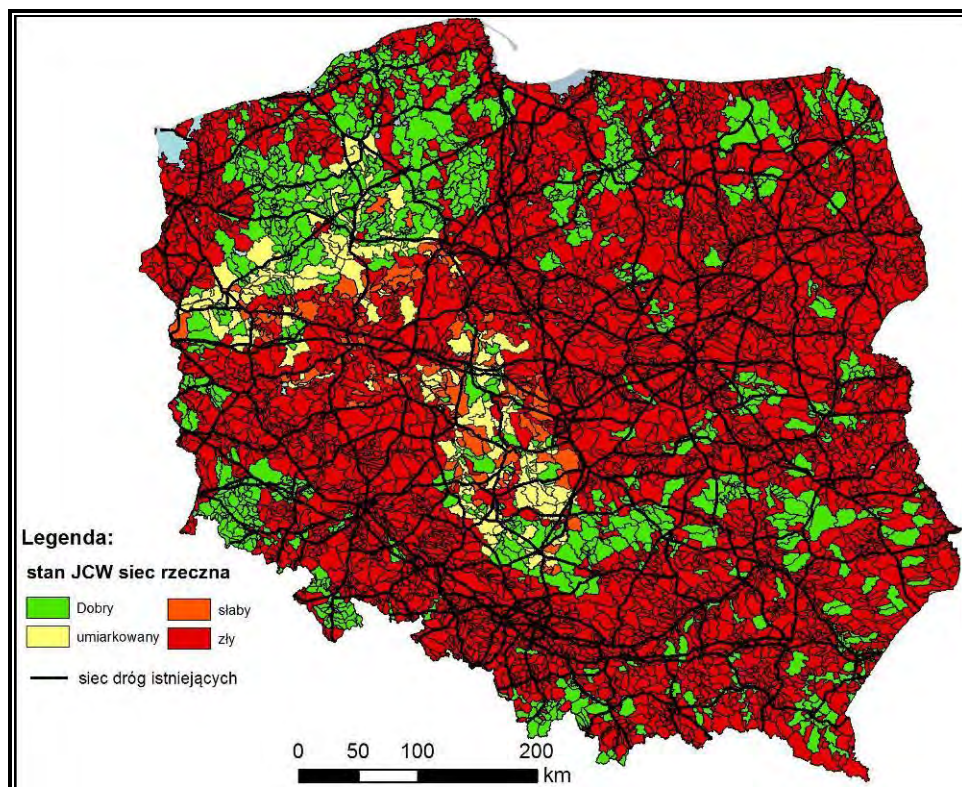 Legenda:
stan JCW siec rzeczna
Dobry
słaby
umiarkowany
zły
siec dróg istniejących
0 50 100 200
km